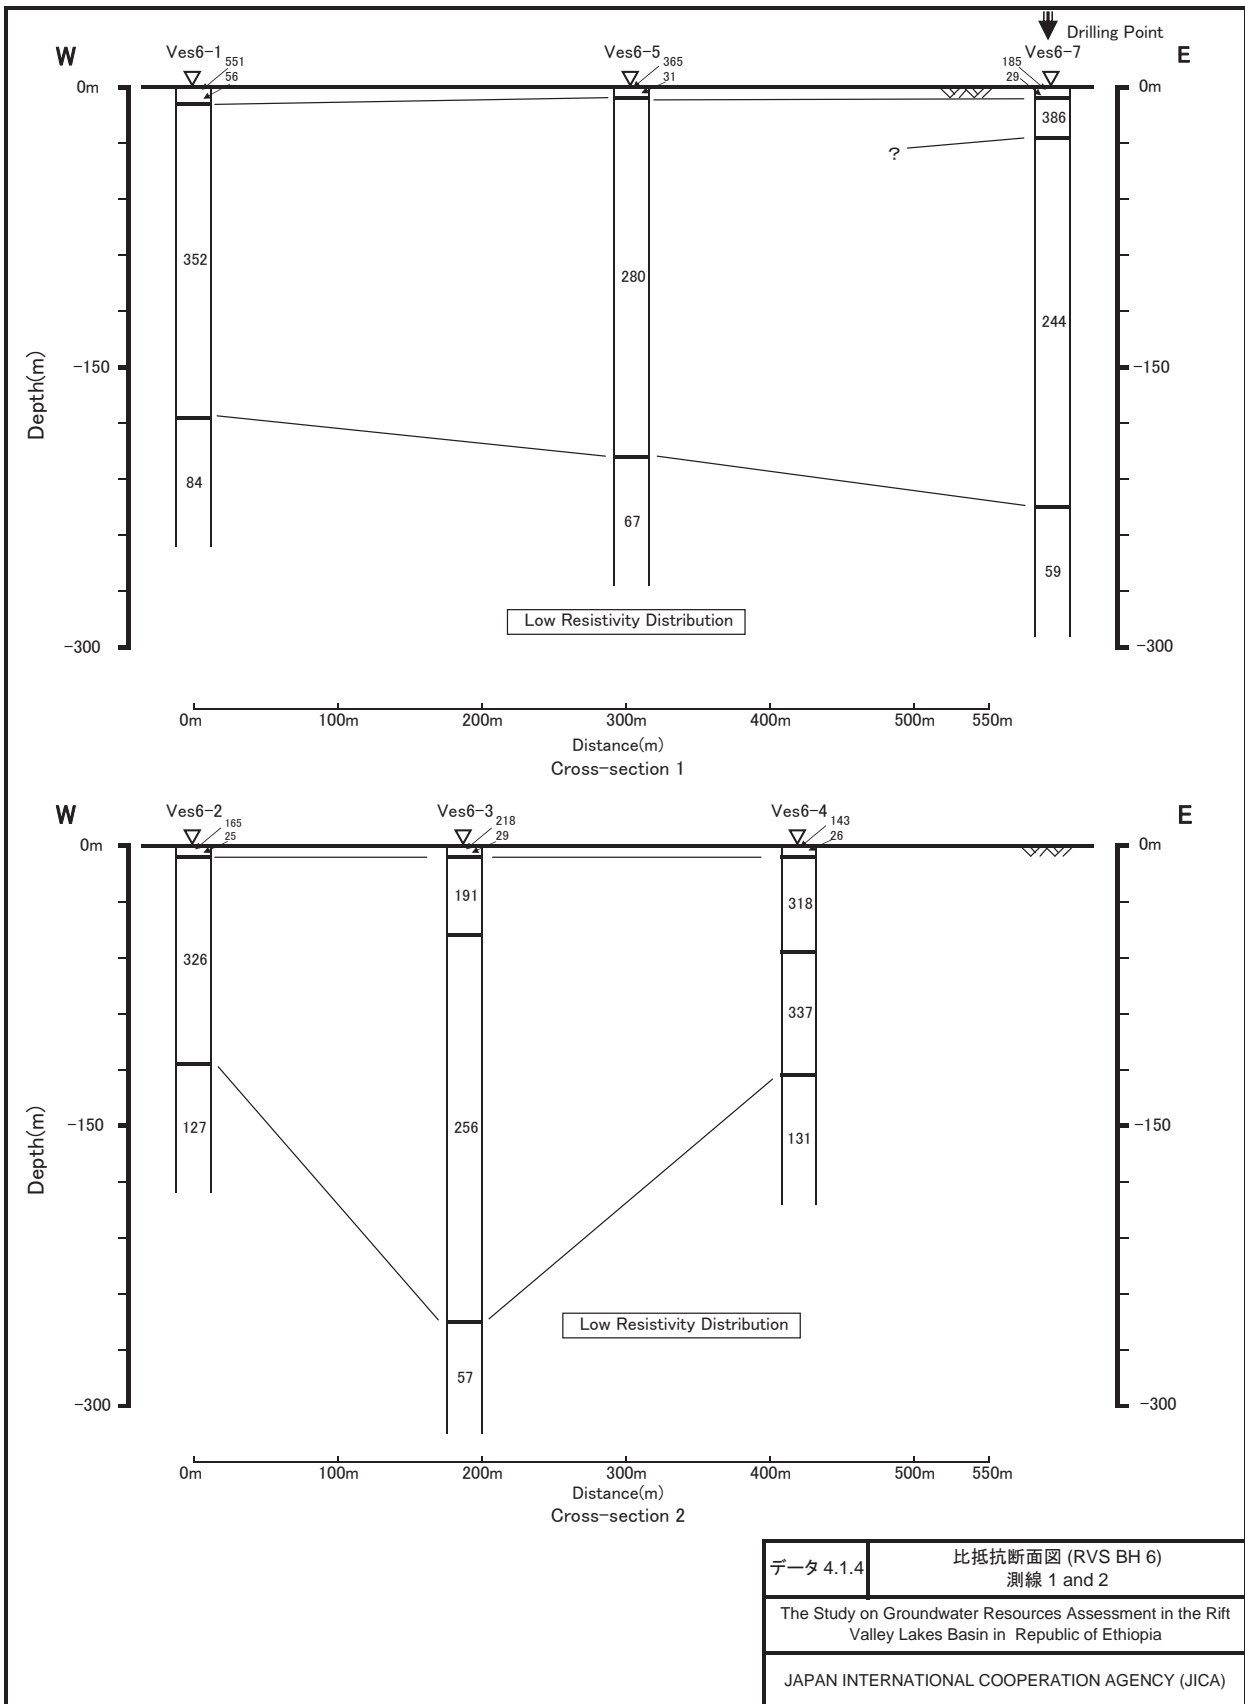 Drilling Point
W
Ves6-1
Ves6-5
Ves6-7
E
551
56
365
31
185
29
0m
0m
386
?
352
280
244
Depth(m)
-150
-150
84
67
59
Low Resistivity Distribution
-300
-300
0m 100m 200m 300m 400m 500m 550m
Distance(m)
Cross-section 1
W
Ves6-2
Ves6-3
Ves6-4
E
165
25
218
29
143
26
0m
0m
191
318
326
337
Depth(m)
-150
-150
127
256
131
Low Resistivity Distribution
57
-300
-300
0m 100m 200m 300m 400m 500m 550m
Distance(m)
Cross-section 2
データ 4.1.4
比抵抗断面図 (RVS BH 6)
測線 1 and 2
The Study on Groundwater Resources Assessment in the Rift
Valley Lakes Basin in Republic of Ethiopia
JAPAN INTERNATIONAL COOPERATION AGENCY (JICA)